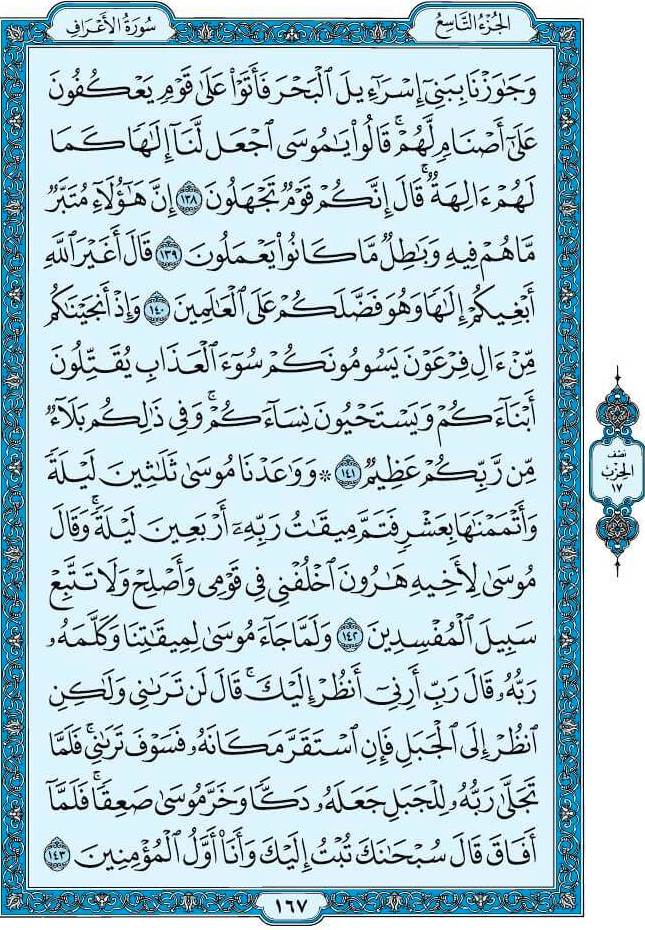 الجُزْءُ التَّاسِعُ
سُورَةُ الأَعْرَافِ
وَجَٰوَزْنَا بِبَنِىٓ إِسْرَٰٓءِيلَ ٱلْبَحْرَ فَأَتَوْا۟ عَلَىٰ قَوْمٍ يَعْكُفُونَ
عَلَىٰٓ أَصْنَامٍ لَّهُمْ ۚ قَالُوا۟ يَٰمُوسَى ٱجْعَل لَّنَآ إِلَٰهًا كَمَا
لَهُمْ ءَالِهَةٌ ۚ قَالَ إِنَّكُمْ قَوْمٌ تَجْهَلُونَ ١٣٨ إِنَّ هَٰٓؤُلَآءِ مُتَبَّرٌ
مَّا هُمْ فِيهِ وَبَٰطِلٌ مَّا كَانُوا۟ يَعْمَلُونَ ١٣٩ قَالَ أَغَيْرَ ٱللَّهِ
أَبْغِيكُمْ إِلَٰهًا وَهُوَ فَضَّلَكُمْ عَلَى ٱلْعَٰلَمِينَ ١٤٠ وَإِذْ أَنجَيْنَٰكُم
مِّنْ ءَالِ فِرْعَوْنَ يَسُومُونَكُمْ سُوٓءَ ٱلْعَذَابِ ۖ يُقَتِّلُونَ
أَبْنَآءَكُمْ وَيَسْتَحْيُونَ نِسَآءَكُمْ ۚ وَفِى ذَٰلِكُم بَلَآءٌ
مِّن رَّبِّكُمْ عَظِيمٌ ١٤١ ۞ وَوَٰعَدْنَا مُوسَىٰ ثَلَٰثِينَ لَيْلَةً
وَأَتْمَمْنَٰهَا بِعَشْرٍ فَتَمَّ مِيقَٰتُ رَبِّهِۦٓ أَرْبَعِينَ لَيْلَةً ۚ وَقَالَ
مُوسَىٰ لِأَخِيهِ هَٰرُونَ ٱخْلُفْنِى فِى قَوْمِى وَأَصْلِحْ وَلَا تَتَّبِعْ
سَبِيلَ ٱلْمُفْسِدِينَ ١٤٢ وَلَمَّا جَآءَ مُوسَىٰ لِمِيقَٰتِنَا وَكَلَّمَهُۥ
رَبُّهُۥ قَالَ رَبِّ أَرِنِىٓ أَنظُرْ إِلَيْكَ ۚ قَالَ لَن تَرَىٰنِى وَلَٰكِنِ
ٱنظُرْ إِلَى ٱلْجَبَلِ فَإِنِ ٱسْتَقَرَّ مَكَانَهُۥ فَسَوْفَ تَرَىٰنِى ۚ فَلَمَّا
تَجَلَّىٰ رَبُّهُۥ لِلْجَبَلِ جَعَلَهُۥ دَكًّا وَخَرَّ مُوسَىٰ صَعِقًا ۚ فَلَمَّآ
أَفَاقَ قَالَ سُبْحَٰنَكَ تُبْتُ إِلَيْكَ وَأَنَا۠ أَوَّلُ ٱلْمُؤْمِنِينَ ١٤٣
نصف
الحزب
١٧
١٦٧